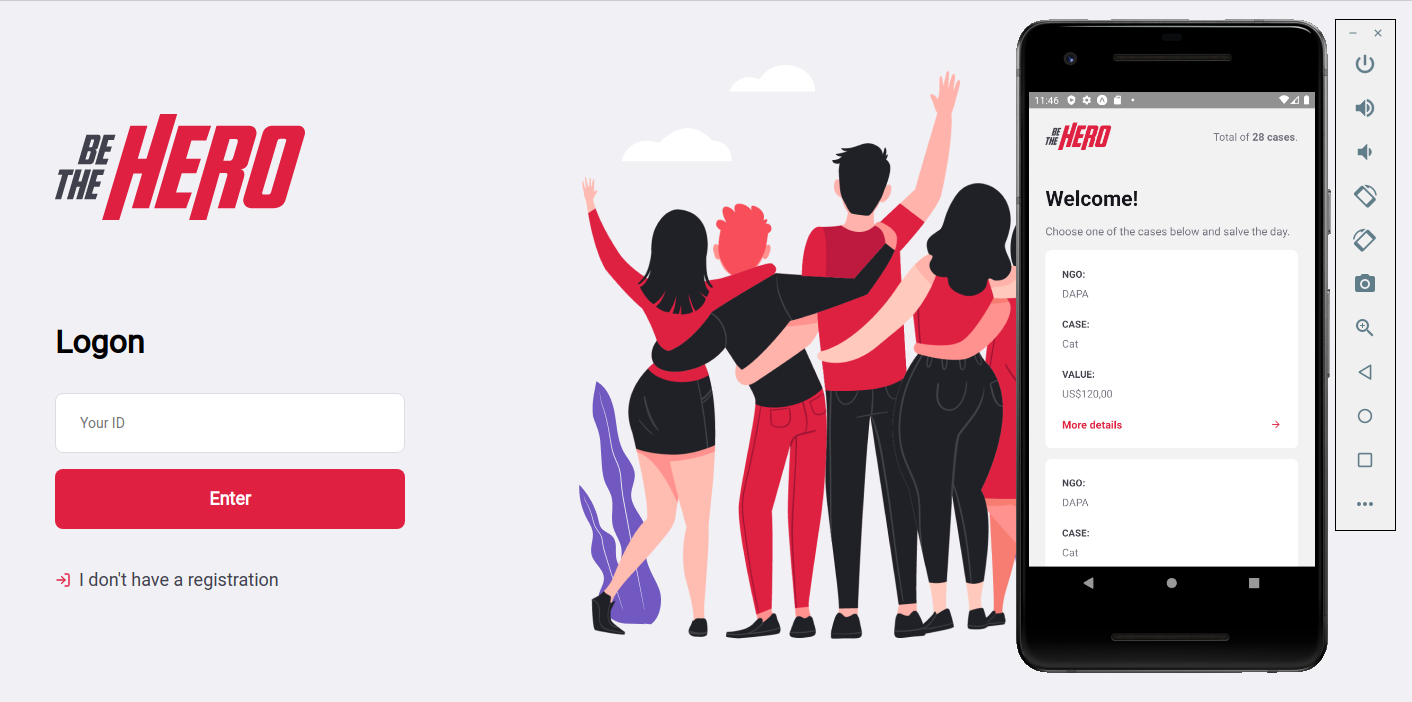 BE
THE HERO
Logon
Your ID
Enter
I don't have a registration
11:46
BE
THE HERO
Total of 28 cases.
Welcome!
Choose one of the cases below and salve the day.
NGO:
DAPA
CASE:
Cat
VALUE:
US$120,00
More details
NGO:
DAPA
CASE:
Cat